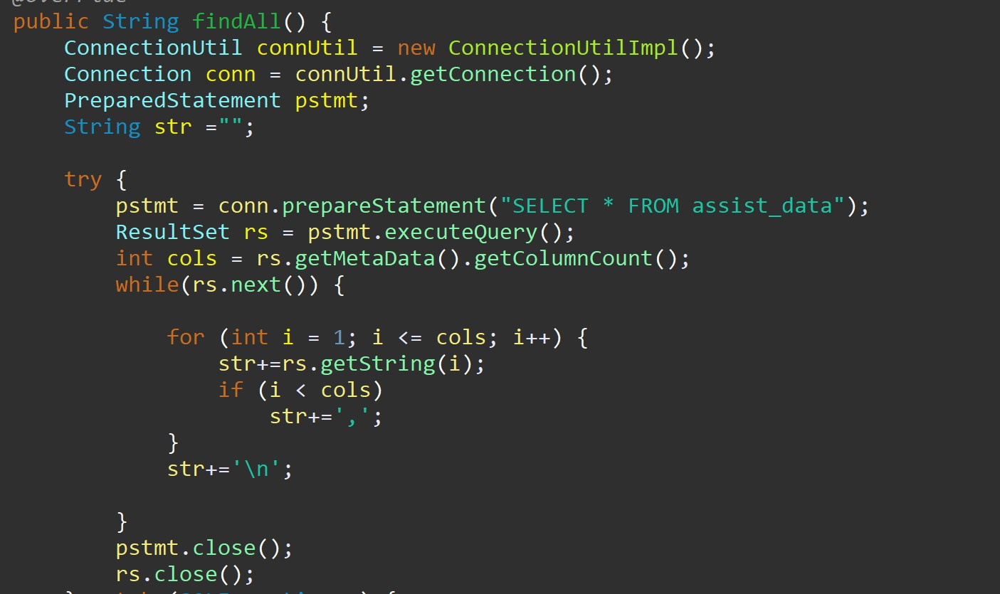 public String findAll() {
    ConnectionUtil connUtil = new ConnectionUtilImpl();
    Connection conn = connUtil.getConnection();
    PreparedStatement pstmt;
    String str ="";

    try {
        pstmt = conn.prepareStatement("SELECT * FROM assist_data");
        ResultSet rs = pstmt.executeQuery();
        int cols = rs.getMetaData().getColumnCount();
        while(rs.next()) {

            for (int i = 1; i <= cols; i++) {
                str+=rs.getString(i);
                if (i < cols)
                    str+=',';
            }
            str+='\n';

        }
        pstmt.close();
        rs.close();